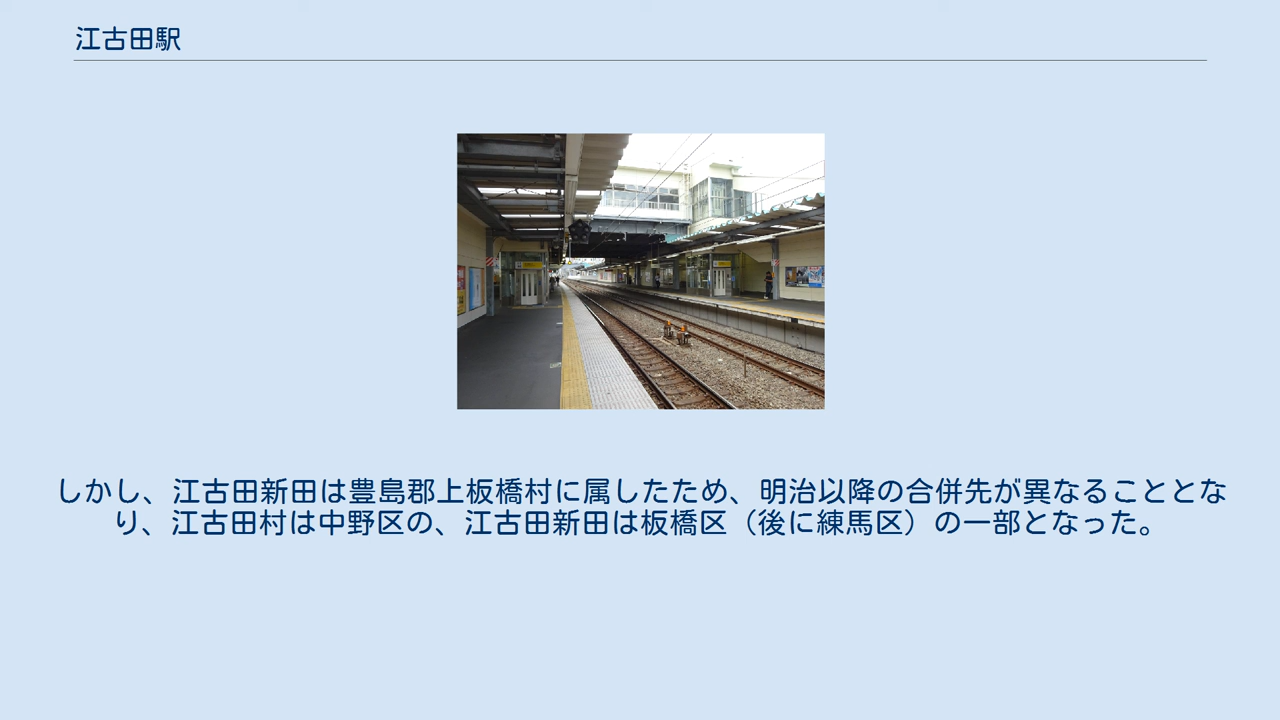 江古田駅
しかし、江古田新田は豊島郡上板橋村に属したため、明治以降の合併先が異なることとな
り、江古田村は中野区の、江古田新田は板橋区（後に練馬区）の一部となった。